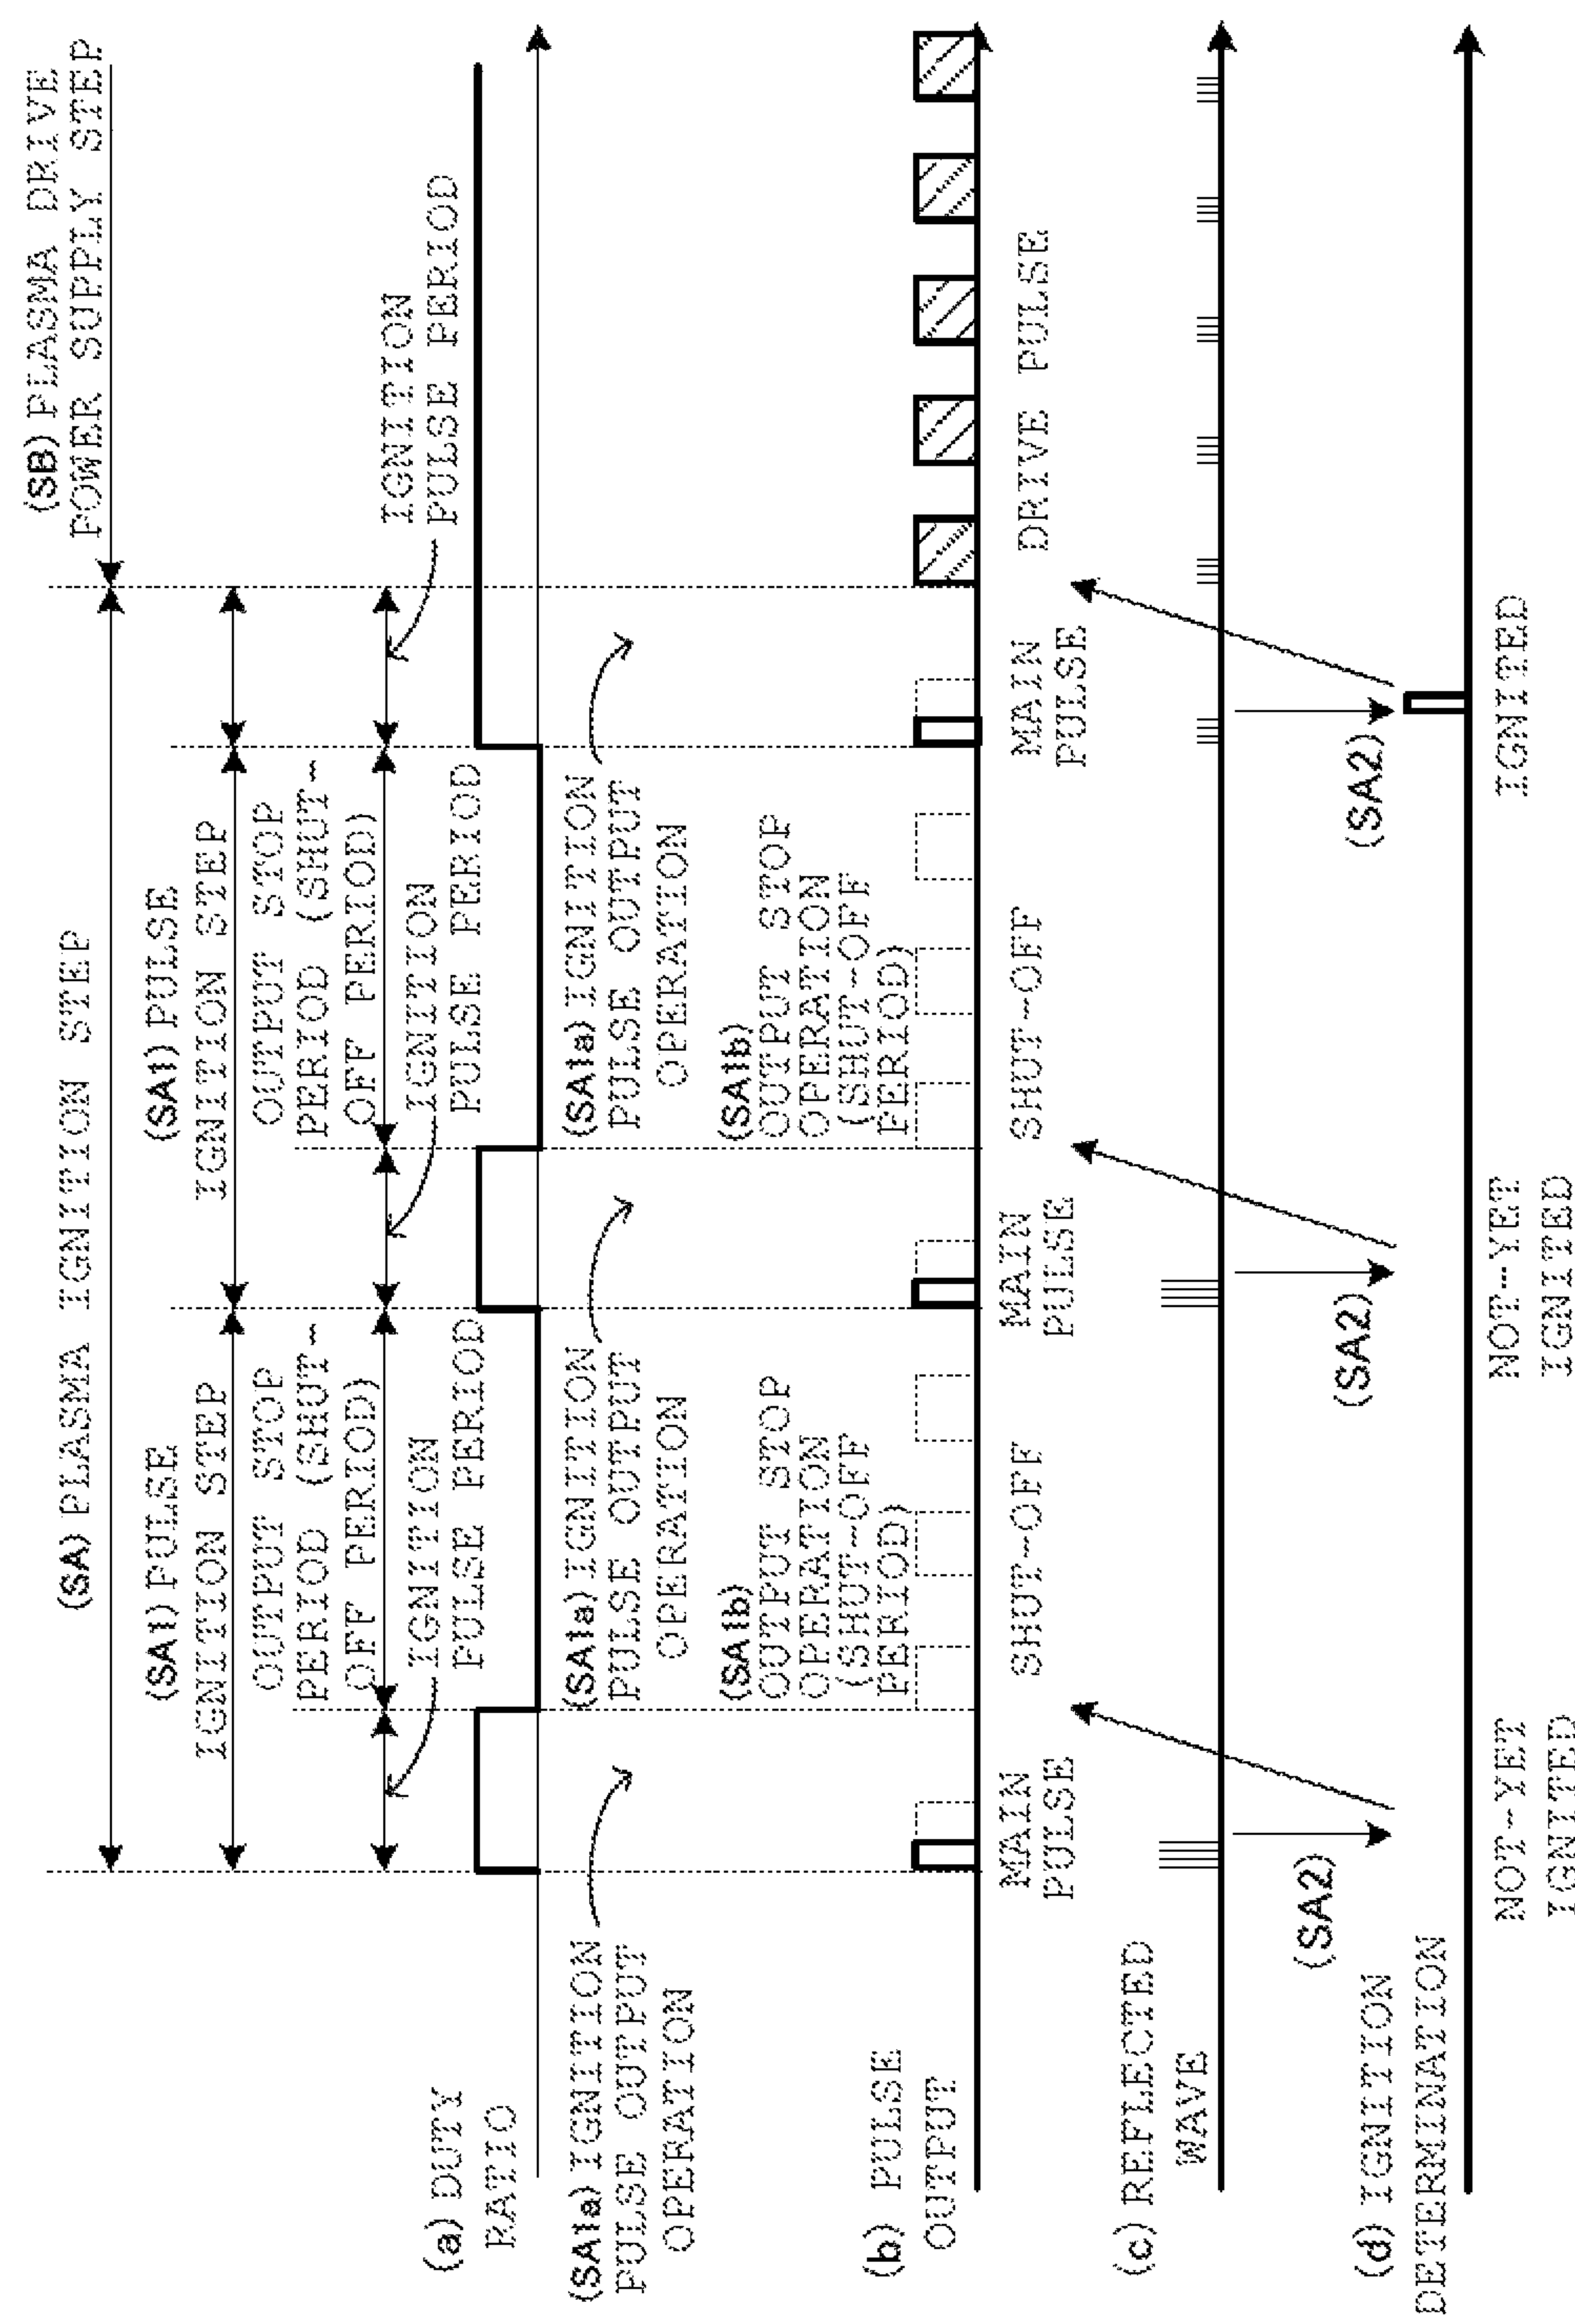 (SA) PLASMA IGNITION STEP
(SB) PLASMA DRIVE
POWER SUPPLY STEP
(SA1) PULSE
IGNITION STEP
(SA1) PULSE
IGNITION STEP
OUTPUT STOP
PERIOD (SHUT-
OFF PERIOD)
OUTPUT STOP
PERIOD (SHUT-
OFF PERIOD)
IGNITION
PULSE PERIOD
IGNITION
PULSE PERIOD
IGNITION
PULSE PERIOD
(a) DUTY
RATIO
(SA1a) IGNITION
PULSE OUTPUT
OPERATION
(SA1a) IGNITION
PULSE OUTPUT
OPERATION
(SA1a) IGNITION
PULSE OUTPUT
OPERATION
(SA1b)
OUTPUT STOP
OPERATION
(SHUT-OFF
PERIOD)
(SA1b)
OUTPUT STOP
OPERATION
(SHUT-OFF
PERIOD)
(b) PULSE
OUTPUT
MAIN
PULSE
SHUT-OFF
MAIN
PULSE
SHUT-OFF
MAIN
PULSE
DRIVE PULSE
(c) REFLECTED
WAVE
(SA2)
(SA2)
(SA2)
(d) IGNITION
DETERMINATION
NOT-YET
IGNITED
NOT-YET
IGNITED
IGNITED